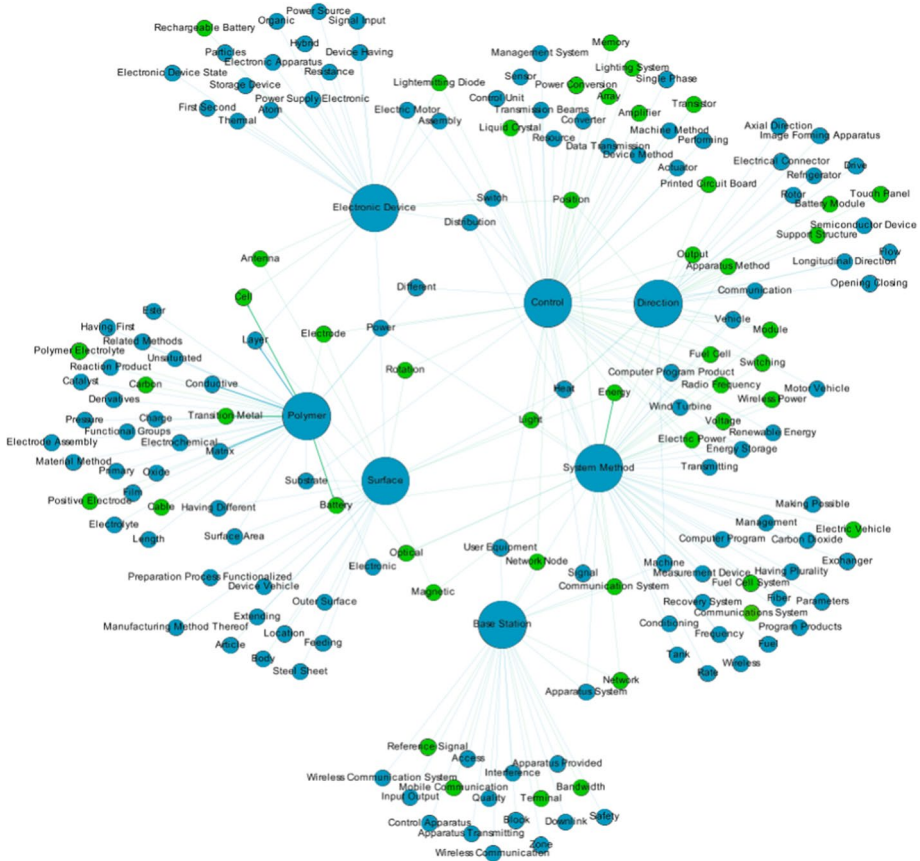 Power Source
Organic
Signal Input
Rechargeable Battery
Hybrid
Particles
Device Having
Electronic Apparatus
Electronic Device State
Resistance
Storage Device
Power Supply
Electronic
First Second
Atom
Thermal
Electronic Device
Management System
Memory
Lighting System
Sensor
Single Phase
Lightemitting Diode
Power Conversion
Control Unit
Array
Transistor
Electric Motor
Transmission Beams
Amplifier
Assembly
Converter
Liquid Crystal
Machine Method
Resource
Performing
Data Transmission
Device Method
Actuator
Printed Circuit Board
Axial Direction
Image Forming Apparatus
Electrical Connector
Drive
Refrigerator
Rotor
Touch Panel
Battery Module
Semiconductor Device
Support Structure
Flow
Longitudinal Direction
Opening Closing
Switch
Position
Distribution
Output
Apparatus Method
Communication
Antenna
Different
Cell
Control
Direction
Vehicle
Module
Ester
Having First
Related Methods
Layer
Electrode
Power
Polymer Electrolyte
Unsaturated
Reaction Product
Rotation
Fuel Cell
Switching
Computer Program Product
Catalyst
Carbon
Conductive
Heat
Energy
Radio Frequency
Motor Vehicle
Wireless Power
Derivatives
Wind Turbine
Pressure
Charge
Transition Metal
Polymer
Light
Voltage
Functional Groups
Renewable Energy
Electrode Assembly
Electrochemical
Electric Power
Matrix
Energy Storage
Material Method
Primary
Oxide
System Method
Transmitting
Substrate
Surface
Film
Positive Electrode
Cable
Having Different
Battery
Making Possible
Electrolyte
Management
Electric Vehicle
Length
Surface Area
Computer Program
Carbon Dioxide
User Equipment
Optical
Network Node
Electronic
Machine
Exchanger
Signal
Measurement Device
Having Plurality
Preparation Process
Functionalized
Device Vehicle
Communication System
Fuel Cell System
Magnetic
Fiber
Outer Surface
Recovery System
Parameters
Communications System
Extending
Manufacturing Method Thereof
Location
Base Station
Conditioning
Program Products
Frequency
Article
Feeding
Fuel
Body
Tank
Wireless
Steel Sheet
Rate
Network
Apparatus System
Reference Signal
Access
Apparatus Provided
Interference
Wireless Communication System
Mobile Communication
Bandwidth
Input Output
Quality
Terminal
Safety
Control Apparatus
Block
Downlink
Apparatus Transmitting
Zone
Wireless Communication